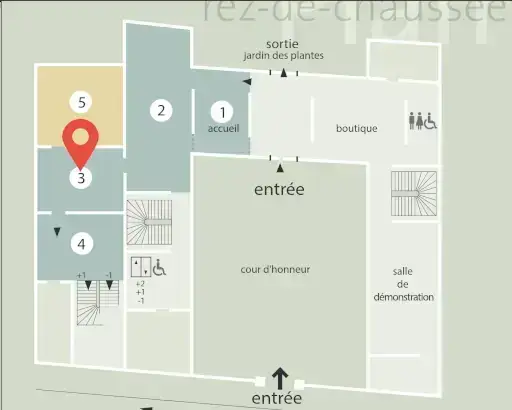 rez-de-chaussée
sortie
jardin des plantes
5
2
1
accueil
boutique
3
entrée
4
cour d'honneur
salle
de
démonstration
+1 -1
+2
+1
-1
entrée